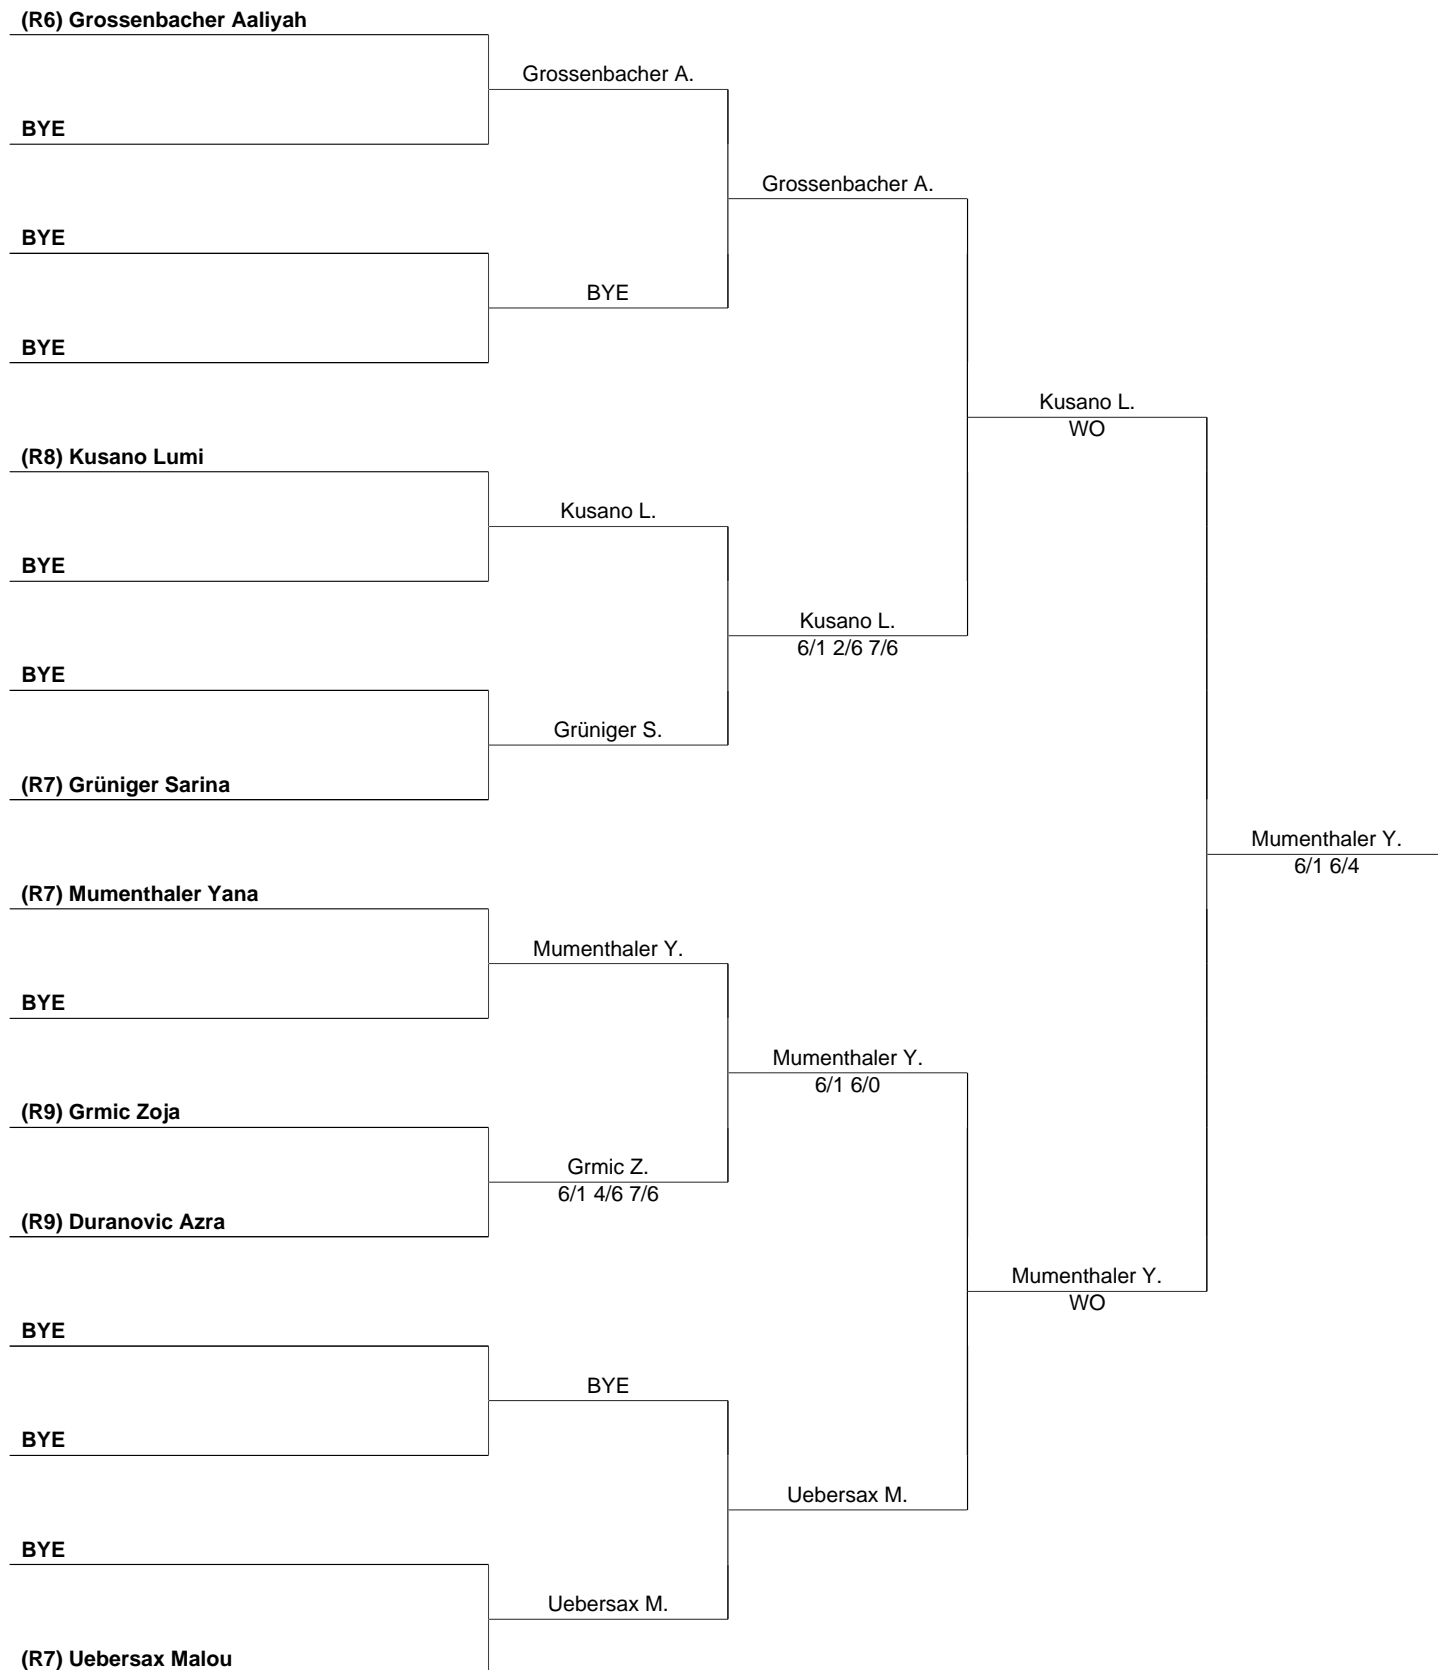 (R6) Grossenbacher Aaliyah
Grossenbacher A.
BYE
Grossenbacher A.
BYE
BYE
BYE
Kusano L.
WO
(R8) Kusano Lumi
Kusano L.
BYE
Kusano L.
6/1 2/6 7/6
BYE
Grüniger S.
(R7) Grüniger Sarina
Mumenthaler Y.
6/1 6/4
(R7) Mumenthaler Yana
Mumenthaler Y.
BYE
Mumenthaler Y.
6/1 6/0
(R9) Grmic Zoja
Grmic Z.
6/1 4/6 7/6
(R9) Duranovic Azra
Mumenthaler Y.
WO
BYE
BYE
BYE
Uebersax M.
BYE
Uebersax M.
(R7) Uebersax Malou